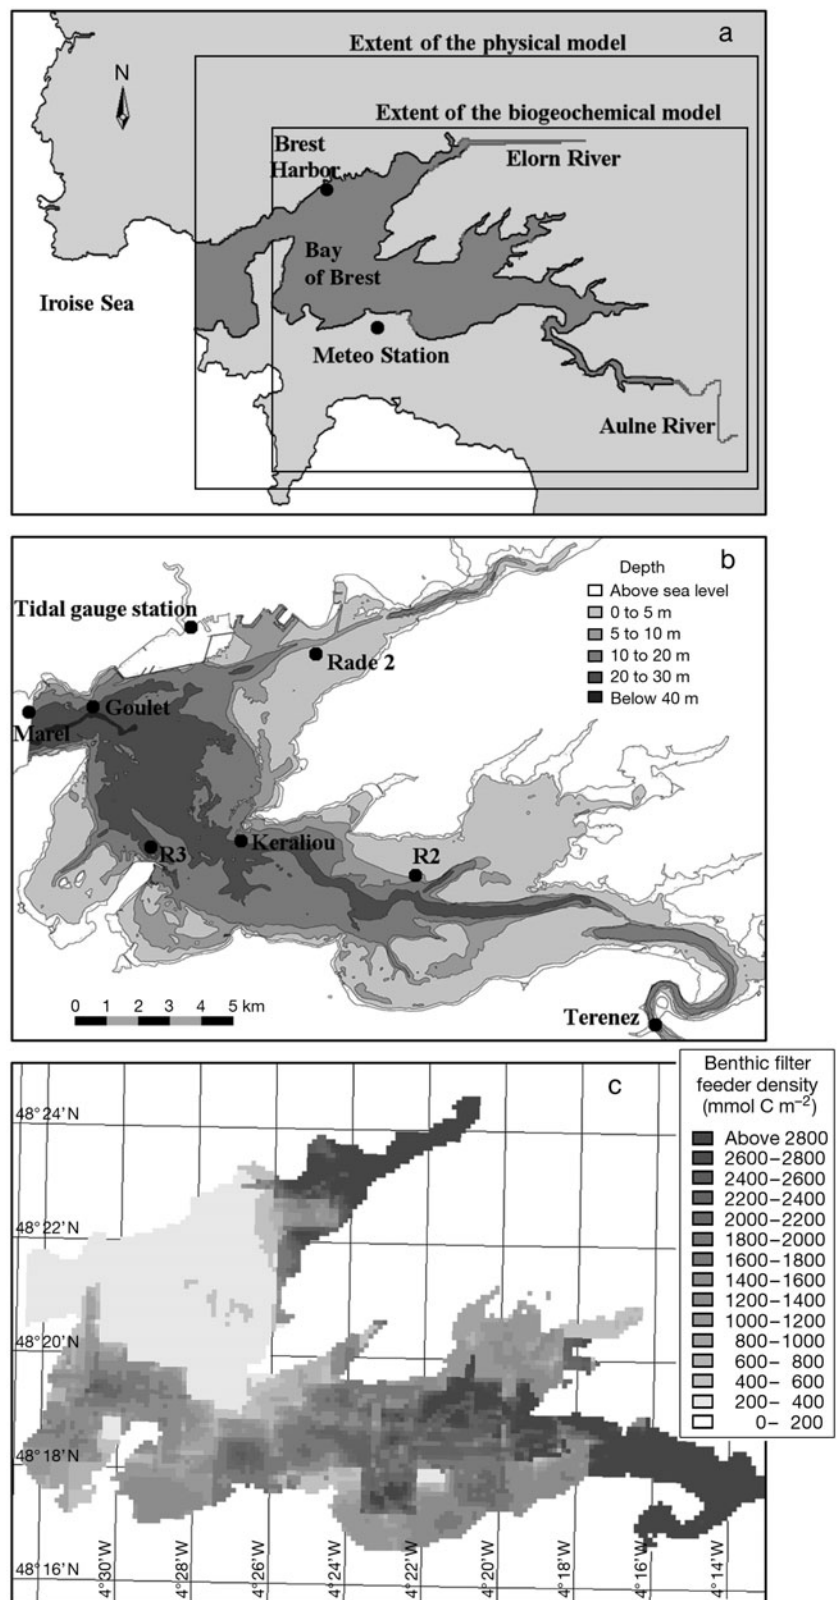 a
Extent of the physical model
N
Extent of the biogeochemical model
Brest
Harbor
Elorn River
Bay
of Brest
Iroise Sea
Meteo Station
Aulne River
b
Depth
Above sea level
0 to 5 m
5 to 10 m
10 to 20 m
20 to 30 m
Below 40 m
Tidal gauge station
Rade 2
Goulet
Marel
Keraliou
R3
R2
0 1 2 3 4 5 km
Terenez
c
Benthic filter
feeder density
(mmol C m–2)
Above 2800
2600–2800
2400–2600
2200–2400
2000–2200
1800–2000
1600–1800
1400–1600
1200–1400
1000–1200
800–1000
600– 800
400– 600
200– 400
0– 200
48°24'N
48°22'N
48°20'N
48°18'N
48°16'N
4°30'W
4°28'W
4°26'W
4°24'W
4°22'W
4°20'W
4°18'W
4°16'W
4°14'W